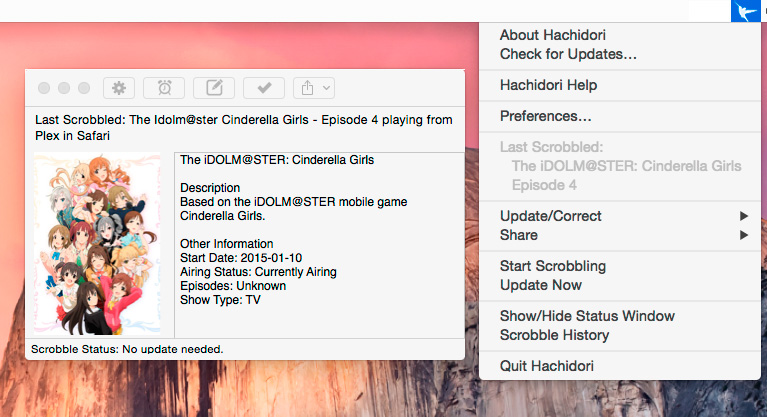 Last Scrobbled: The Idolm@ster Cinderella Girls - Episode 4 playing from
Plex in Safari
The iDOLM@STER: Cinderella Girls
Description
Based on the iDOLM@STER mobile game
Cinderella Girls.
Other Information
Start Date: 2015-01-10
Airing Status: Currently Airing
Episodes: Unknown
Show Type: TV
Scrobble Status: No update needed.
About Hachidori
Check for Updates...
Hachidori Help
Preferences...
Last Scrobbled:
The iDOLM@STER: Cinderella Girls
Episode 4
Update/Correct
Share
Start Scrobbling
Update Now
Show/Hide Status Window
Scrobble History
Quit Hachidori